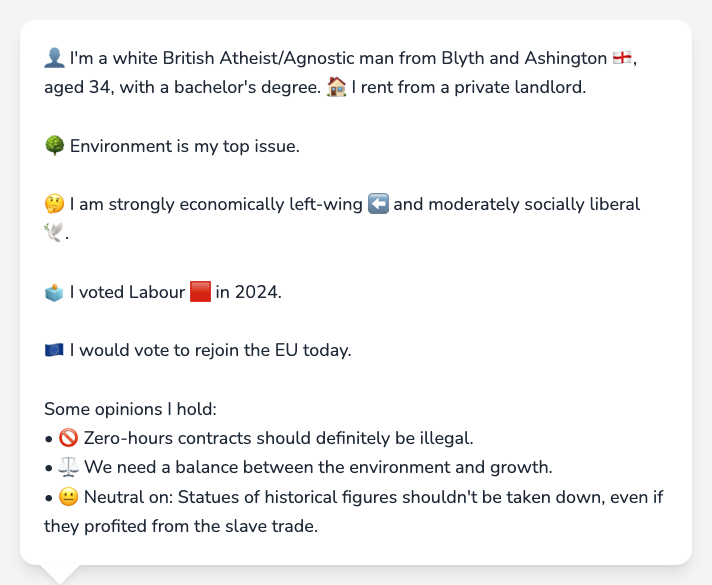 👤 I'm a white British Atheist/Agnostic man from Blyth and Ashington 🏴󠁧󠁢󠁥󠁮󠁧󠁿,
aged 34, with a bachelor's degree. 🏠 I rent from a private landlord.
🌳 Environment is my top issue.
🤔 I am strongly economically left-wing ⬅️ and moderately socially liberal
🕊️.
🗳️ I voted Labour 🟥 in 2024.
🇪🇺 I would vote to rejoin the EU today.
Some opinions I hold:
• 🚫 Zero-hours contracts should definitely be illegal.
• ⚖️ We need a balance between the environment and growth.
• 😐 Neutral on: Statues of historical figures shouldn't be taken down, even if
they profited from the slave trade.